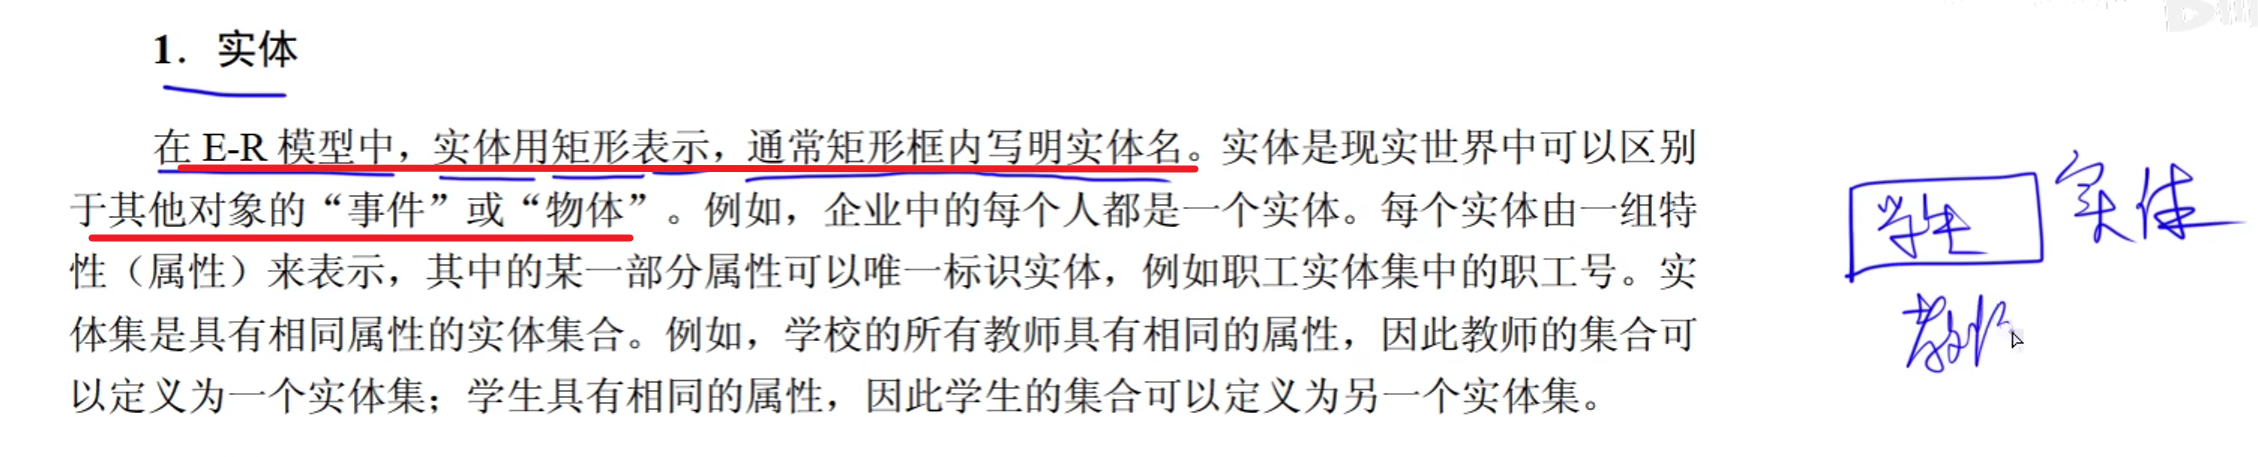 1. 实体
在 E-R 模型中，实体用矩形表示，通常矩形框内写明实体名。实体是现实世界中可以区别
于其他对象的“事件”或“物体”。例如，企业中的每个人都是一个实体。每个实体由一组特
性（属性）来表示，其中的某一部分属性可以唯一标识实体，例如职工实体集中的职工号。实
体集是具有相同属性的实体集合。例如，学校的所有教师具有相同的属性，因此教师的集合可
以定义为一个实体集；学生具有相同的属性，因此学生的集合可以定义为另一个实体集。
学生 实体
教师